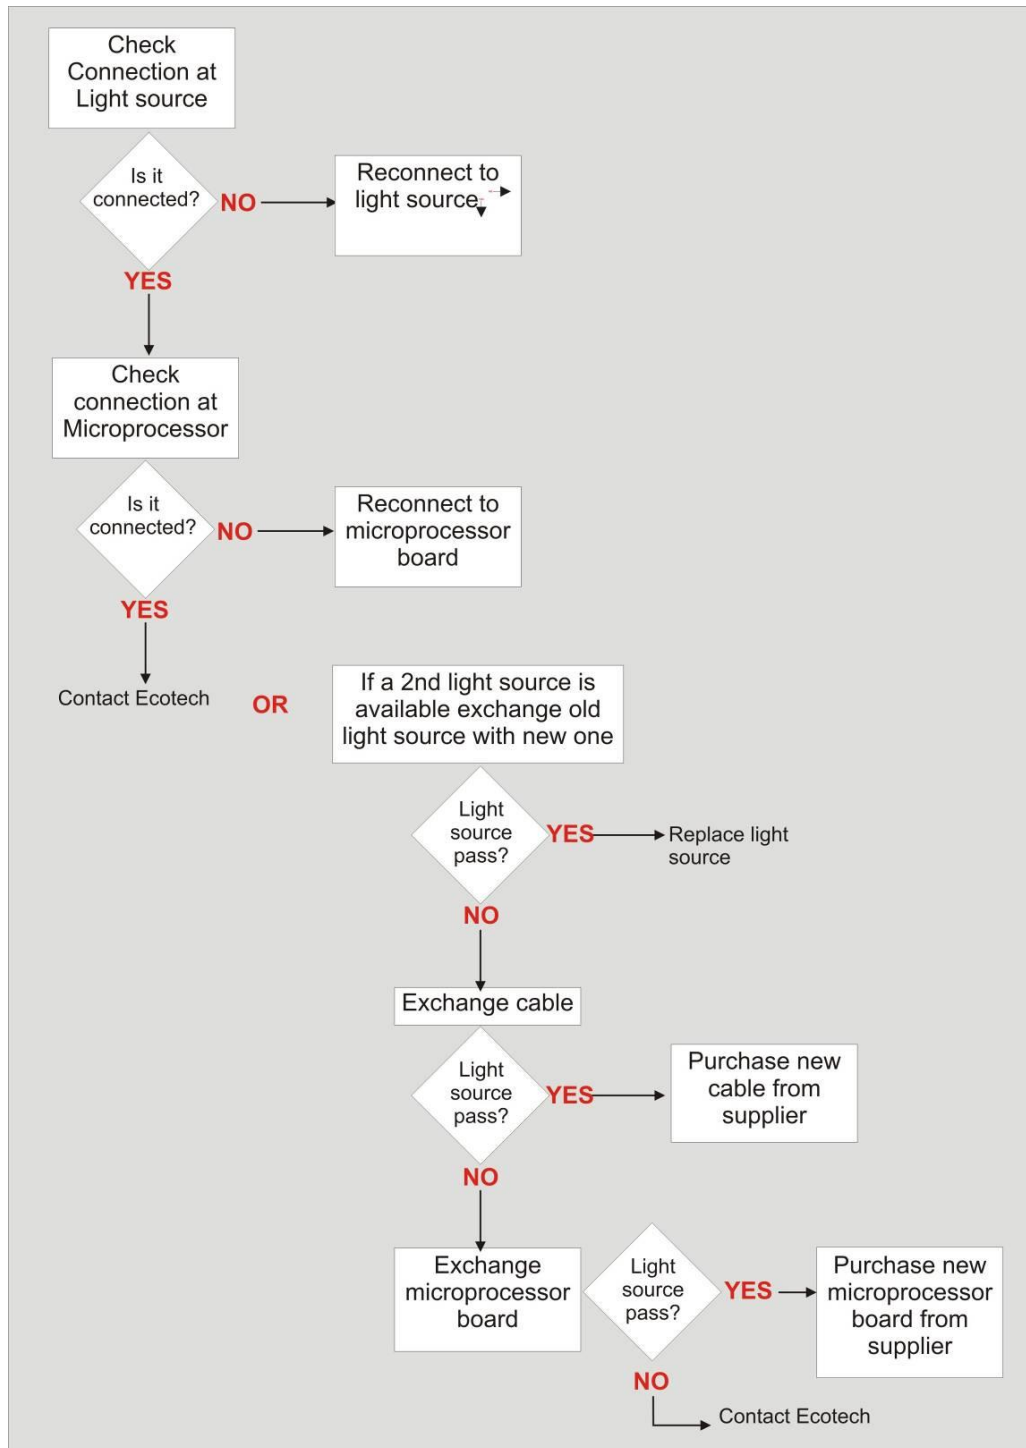 Check
Connection at
Light source
Is it
connected?
NO
Reconnect to
light source
YES
Check
connection at
Microprocessor
Is it
connected?
NO
Reconnect to
microprocessor
board
YES
Contact Ecotech
OR
If a 2nd light source is
available exchange old
light source with new one
Light
source
pass?
YES
Replace light
source
NO
Exchange cable
Light
source
pass?
YES
Purchase new
cable from
supplier
NO
Exchange
microprocessor
board
Light
source
pass?
YES
Purchase new
microprocessor
board from
supplier
NO
Contact Ecotech